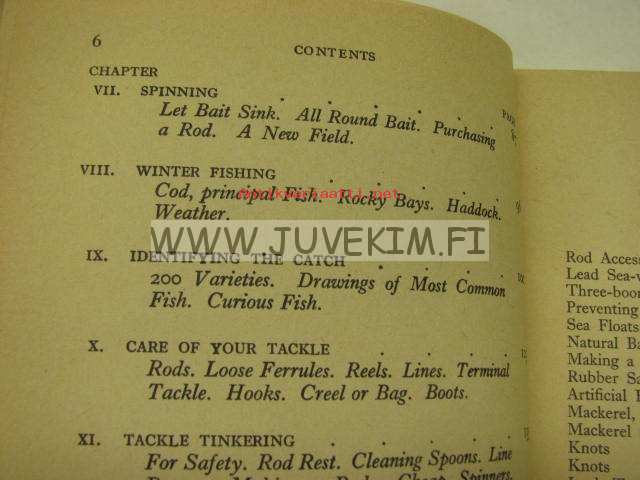 6 CONTENTS
CHAPTER
VII. SPINNING . . . . . .
Let Bait Sink. All Round Bait. Purchasing
a Rod. A New Field.
VIII. WINTER FISHING . . . . .
Cod, principal Fish. Rocky Bays. Haddock.
Weather.
WWW.JUVEKIM.FI
IX. IDENTIFYING THE CATCH . . . .
200 Varieties. Drawings of Most Common
Fish. Curious Fish.
X. CARE OF YOUR TACKLE . . . . .
Rods. Loose Ferrules. Reels. Lines. Terminal
Tackle. Hooks. Creel or Bag. Boots.
XI. TACKLE TINKERING . . . . . .
For Safety. Rod Rest. Cleaning Spoons. Line
Rod Access
Lead Sea-w
Three-boo
Preventing
Sea Floats
Natural Ba
Making a
Rubber Sa
Artificial
Mackerel,
Mackerel
Knots
Knots